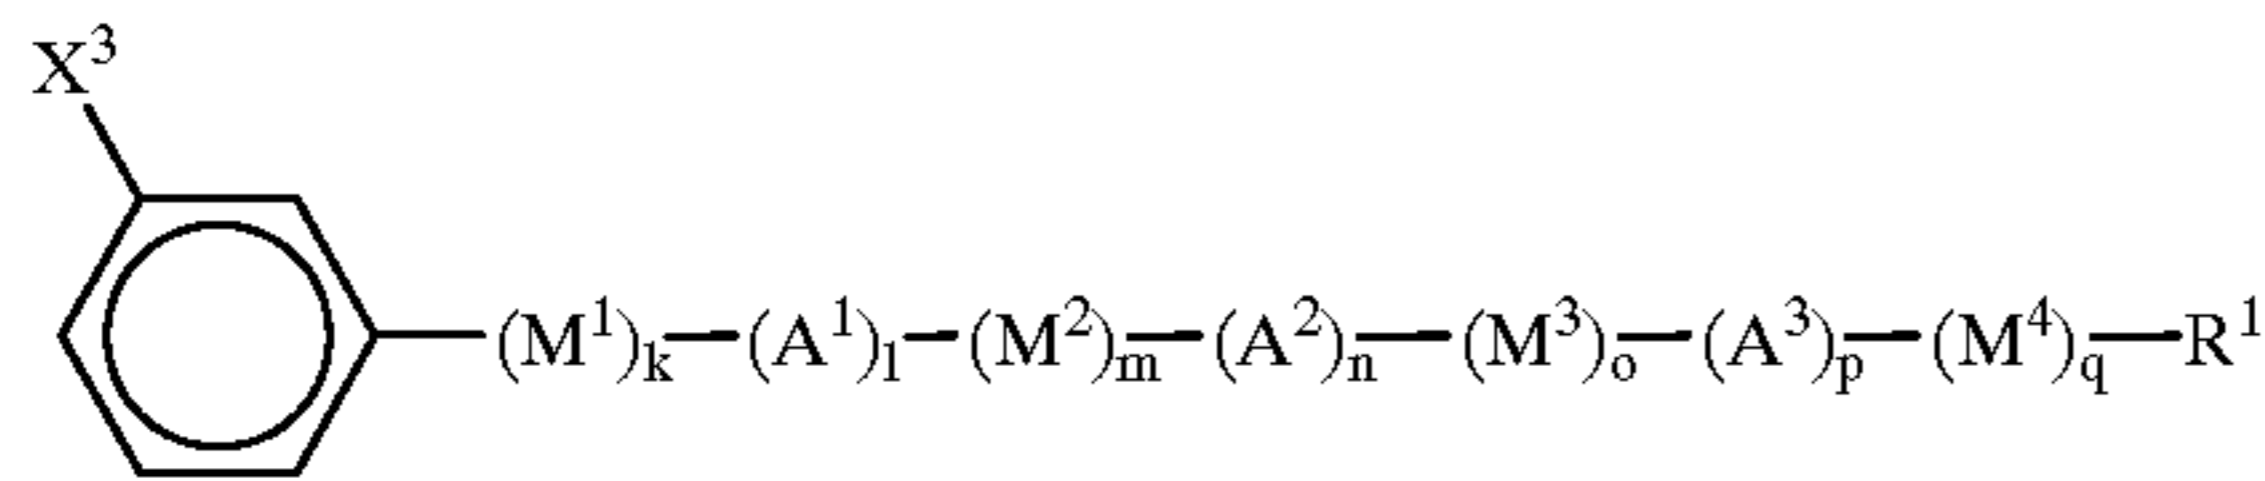 X³
(M¹)ₖ—(A¹)ₗ—(M²)ₘ—(A²)ₙ—(M³)ₒ—(A³)ₚ—(M⁴)q—R¹